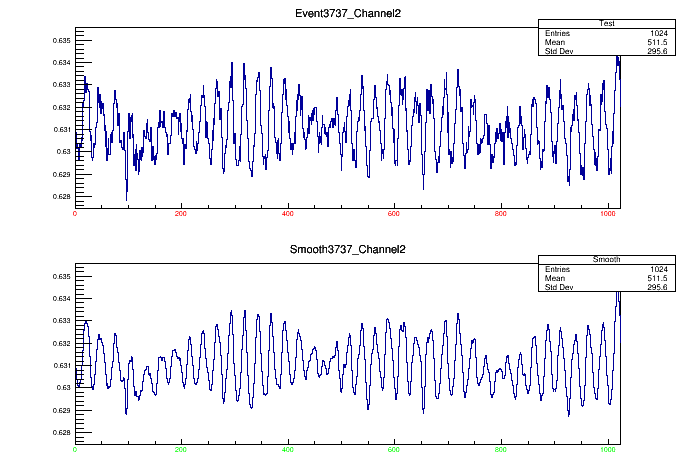 Event3737_Channel2
Test
Entries 1024
Mean 511.5
Std Dev 295.6
0.635
0.634
0.633
0.632
0.631
0.63
0.629
0.628
0 200 400 600 800 1000
Smooth3737_Channel2
Smooth
Entries 1024
Mean 511.5
Std Dev 295.6
0.635
0.634
0.633
0.632
0.631
0.63
0.629
0.628
0 200 400 600 800 1000